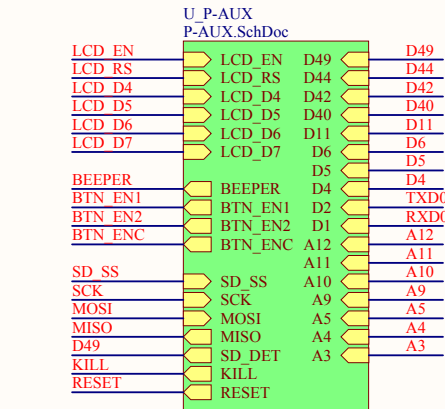 U_P-AUX
P-AUX.SchDoc
LCD_EN LCD_EN D49 D49
LCD_RS LCD_RS D44 D44
LCD_D4 LCD_D4 D42 D42
LCD_D5 LCD_D5 D40 D40
LCD_D6 LCD_D6 D11 D11
LCD_D7 LCD_D7 D6 D6
D5 D5
BEEPER BEEPER D4 D4
BTN_EN1 BTN_EN1 D2 TXD0
BTN_EN2 BTN_EN2 D1 RXD0
BTN_ENC BTN_ENC A12 A12
A11 A11
SD_SS SD_SS A10 A10
SCK SCK A9 A9
MOSI MOSI A5 A5
MISO MISO A4 A4
D49 SD_DET A3 A3
KILL KILL
RESET RESET